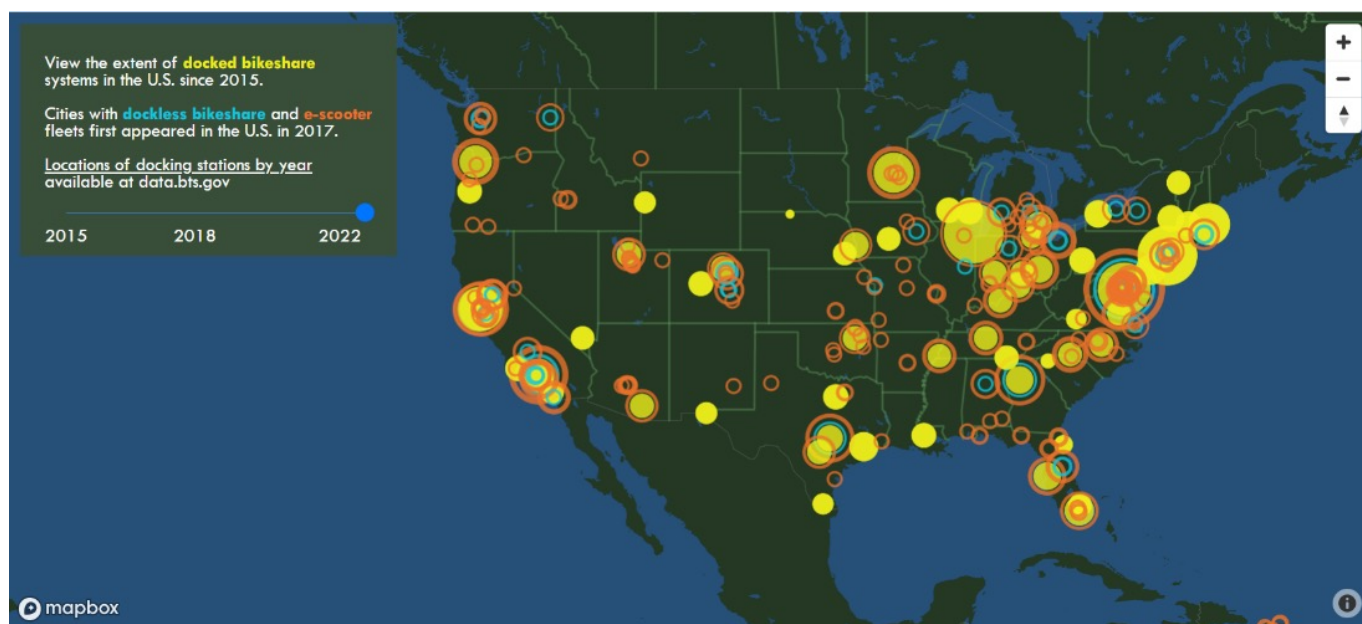 View the extent of docked bikeshare
systems in the U.S. since 2015.
Cities with dockless bikeshare and e-scooter
fleets first appeared in the U.S. in 2017.
Locations of docking stations by year
available at data.bts.gov
2015 2018 2022
mapbox